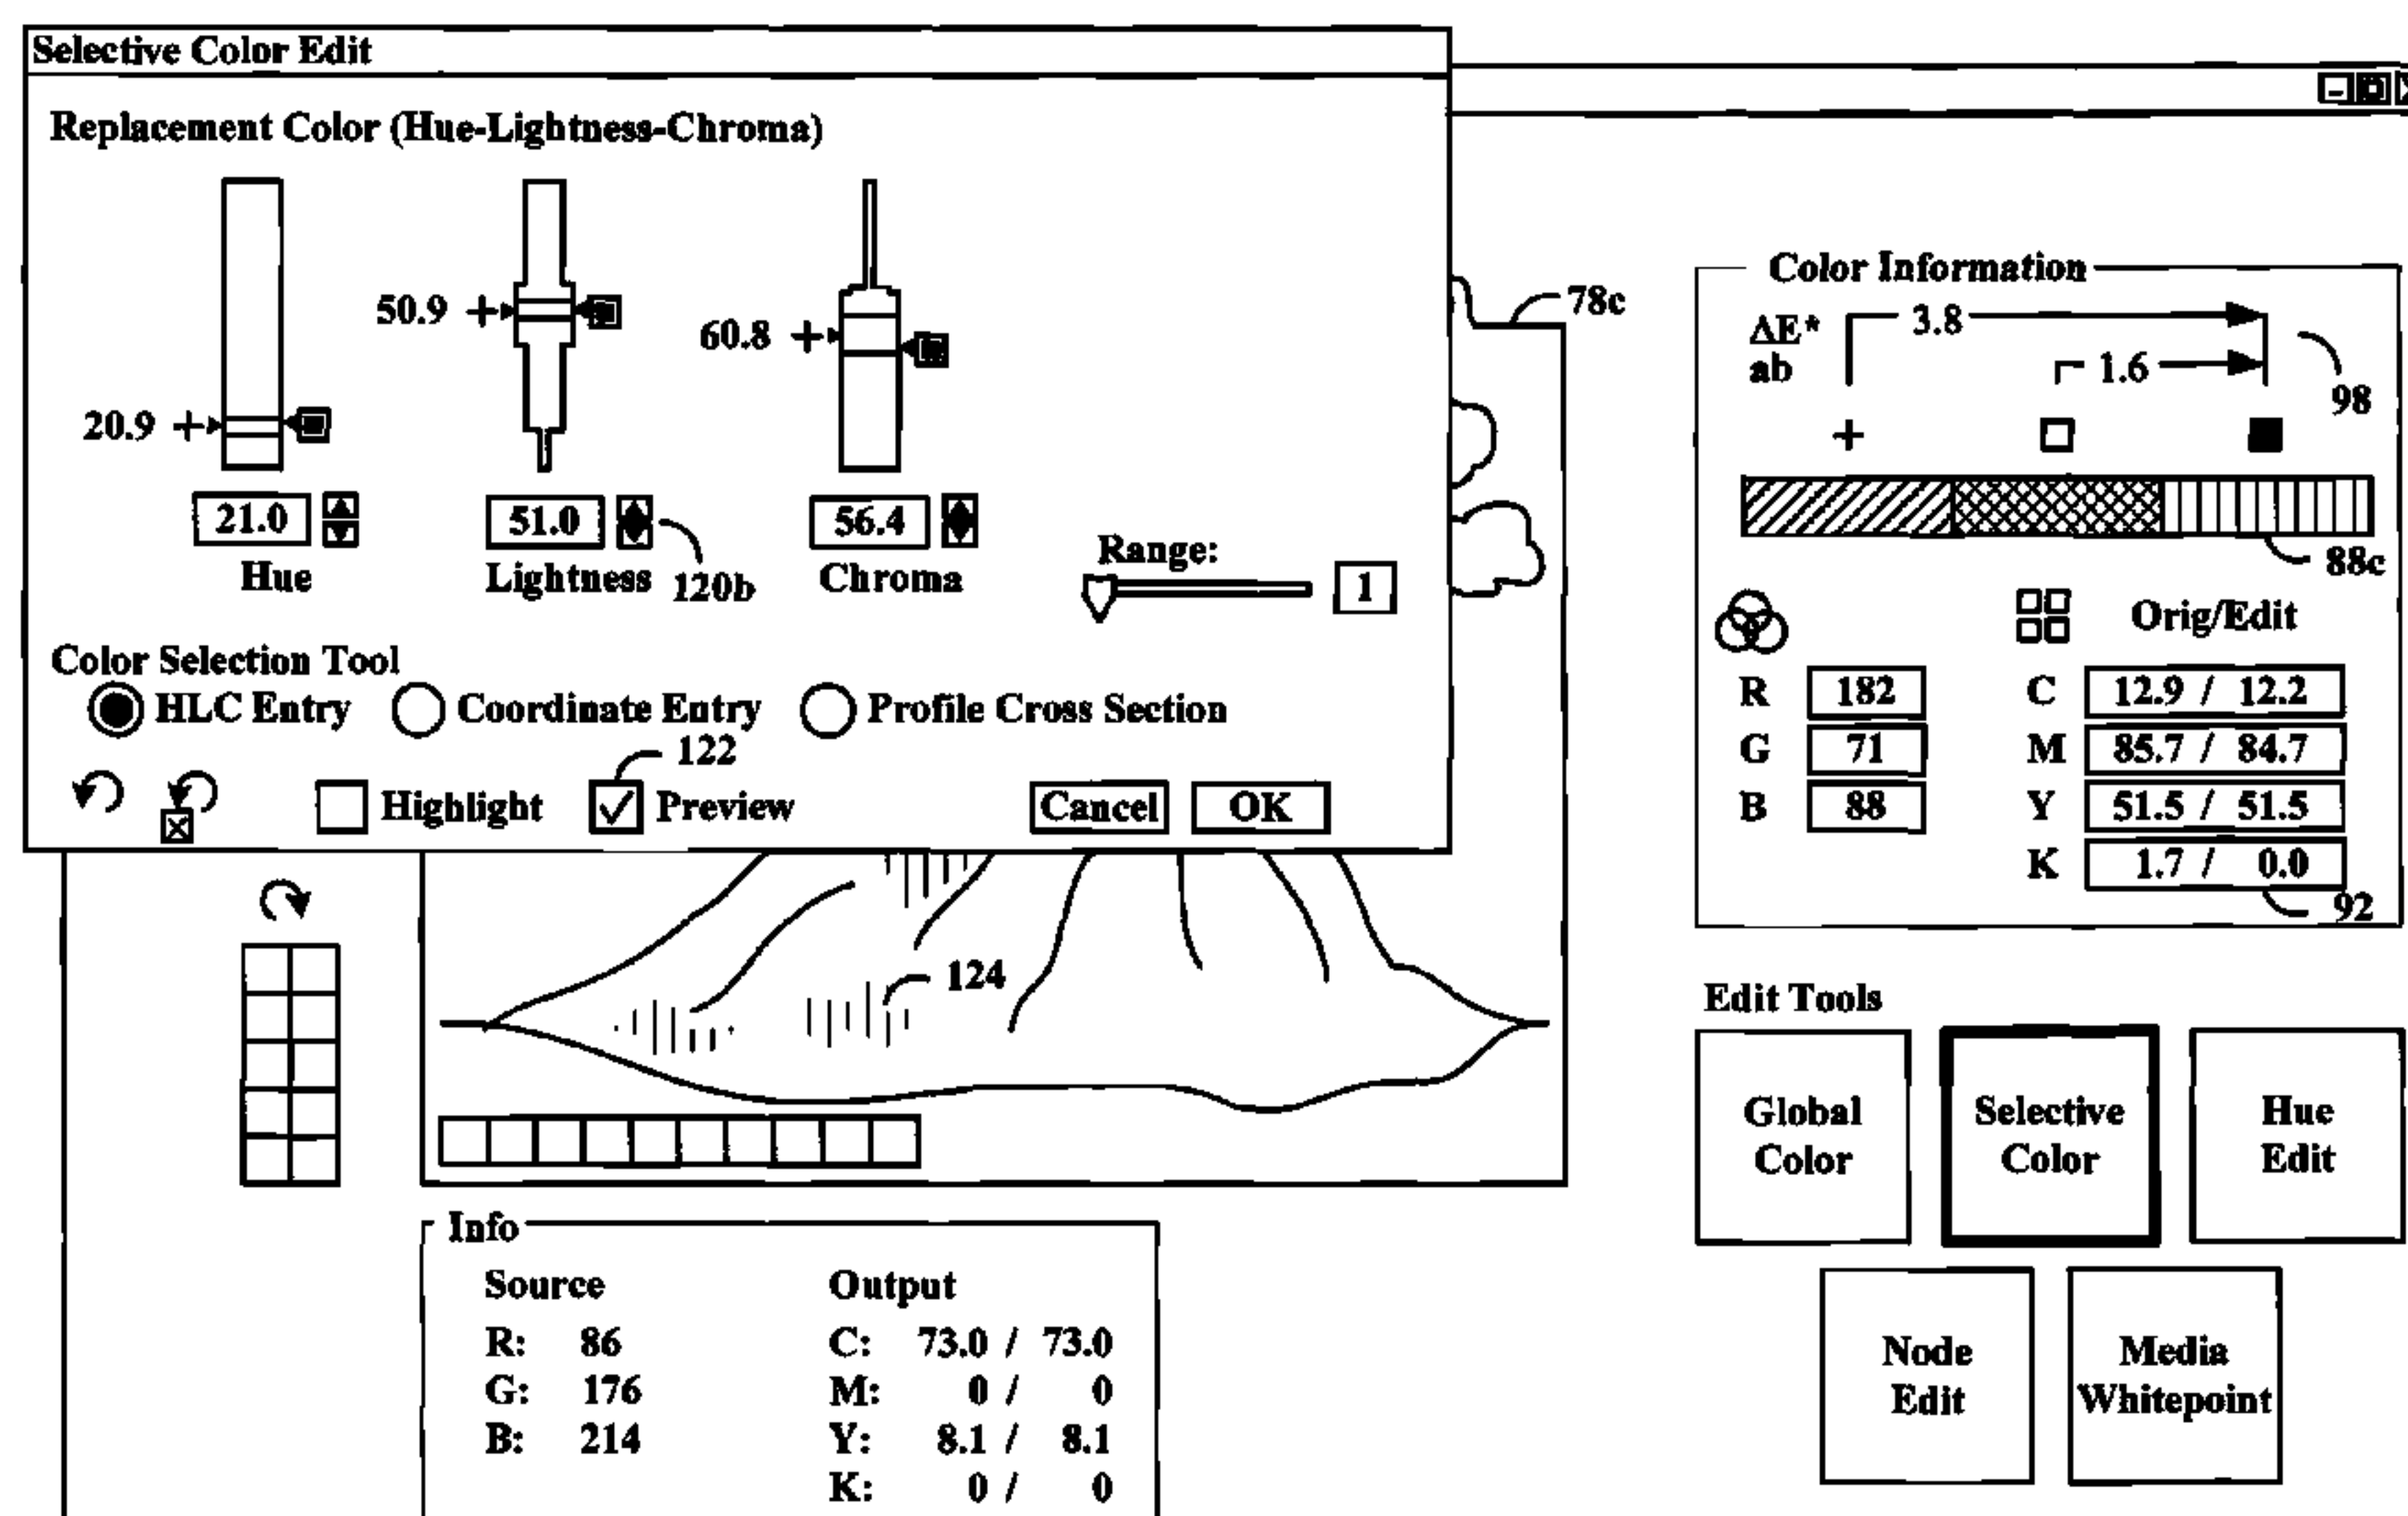 Selective Color Edit
Replacement Color (Hue-Lightness-Chroma)
50.9
60.8
20.9
21.0
51.0
56.4
Hue
Lightness
120b
Chroma
Range:
1
Color Selection Tool
HLC Entry
Coordinate Entry
Profile Cross Section
122
Highlight
Preview
Cancel
OK
78c
Color Information
ΔE*
ab
3.8
1.6
98
88c
Orig/Edit
R 182
C 12.9 / 12.2
G 71
M 85.7 / 84.7
B 88
Y 51.5 / 51.5
K 1.7 / 0.0
92
124
Edit Tools
Global
Color
Selective
Color
Hue
Edit
Node
Edit
Media
Whitepoint
Info
Source
Output
R: 86
C: 73.0 / 73.0
G: 176
M: 0 / 0
B: 214
Y: 8.1 / 8.1
K: 0 / 0